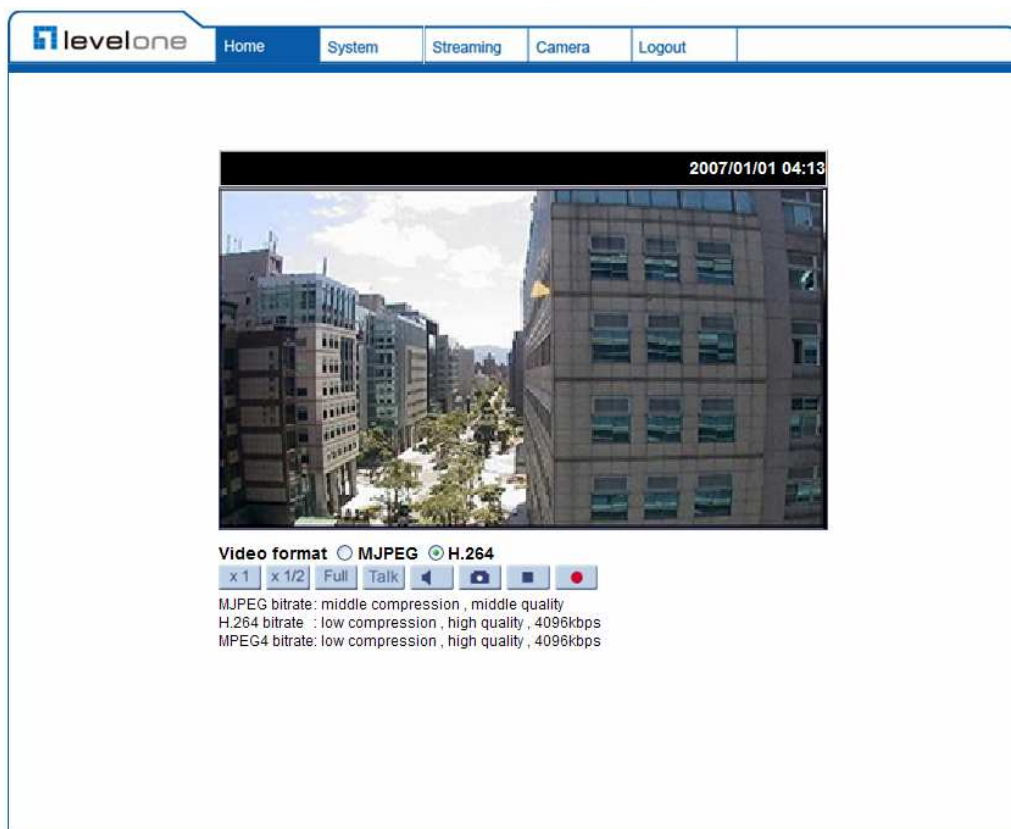 levelone
Home System Streaming Camera Logout
2007/01/01 04:13
Video format MJPEG H.264
x 1 x 1/2 Full Talk
MJPEG bitrate: middle compression , middle quality
H.264 bitrate : low compression , high quality , 4096kbps
MPEG4 bitrate: low compression , high quality , 4096kbps